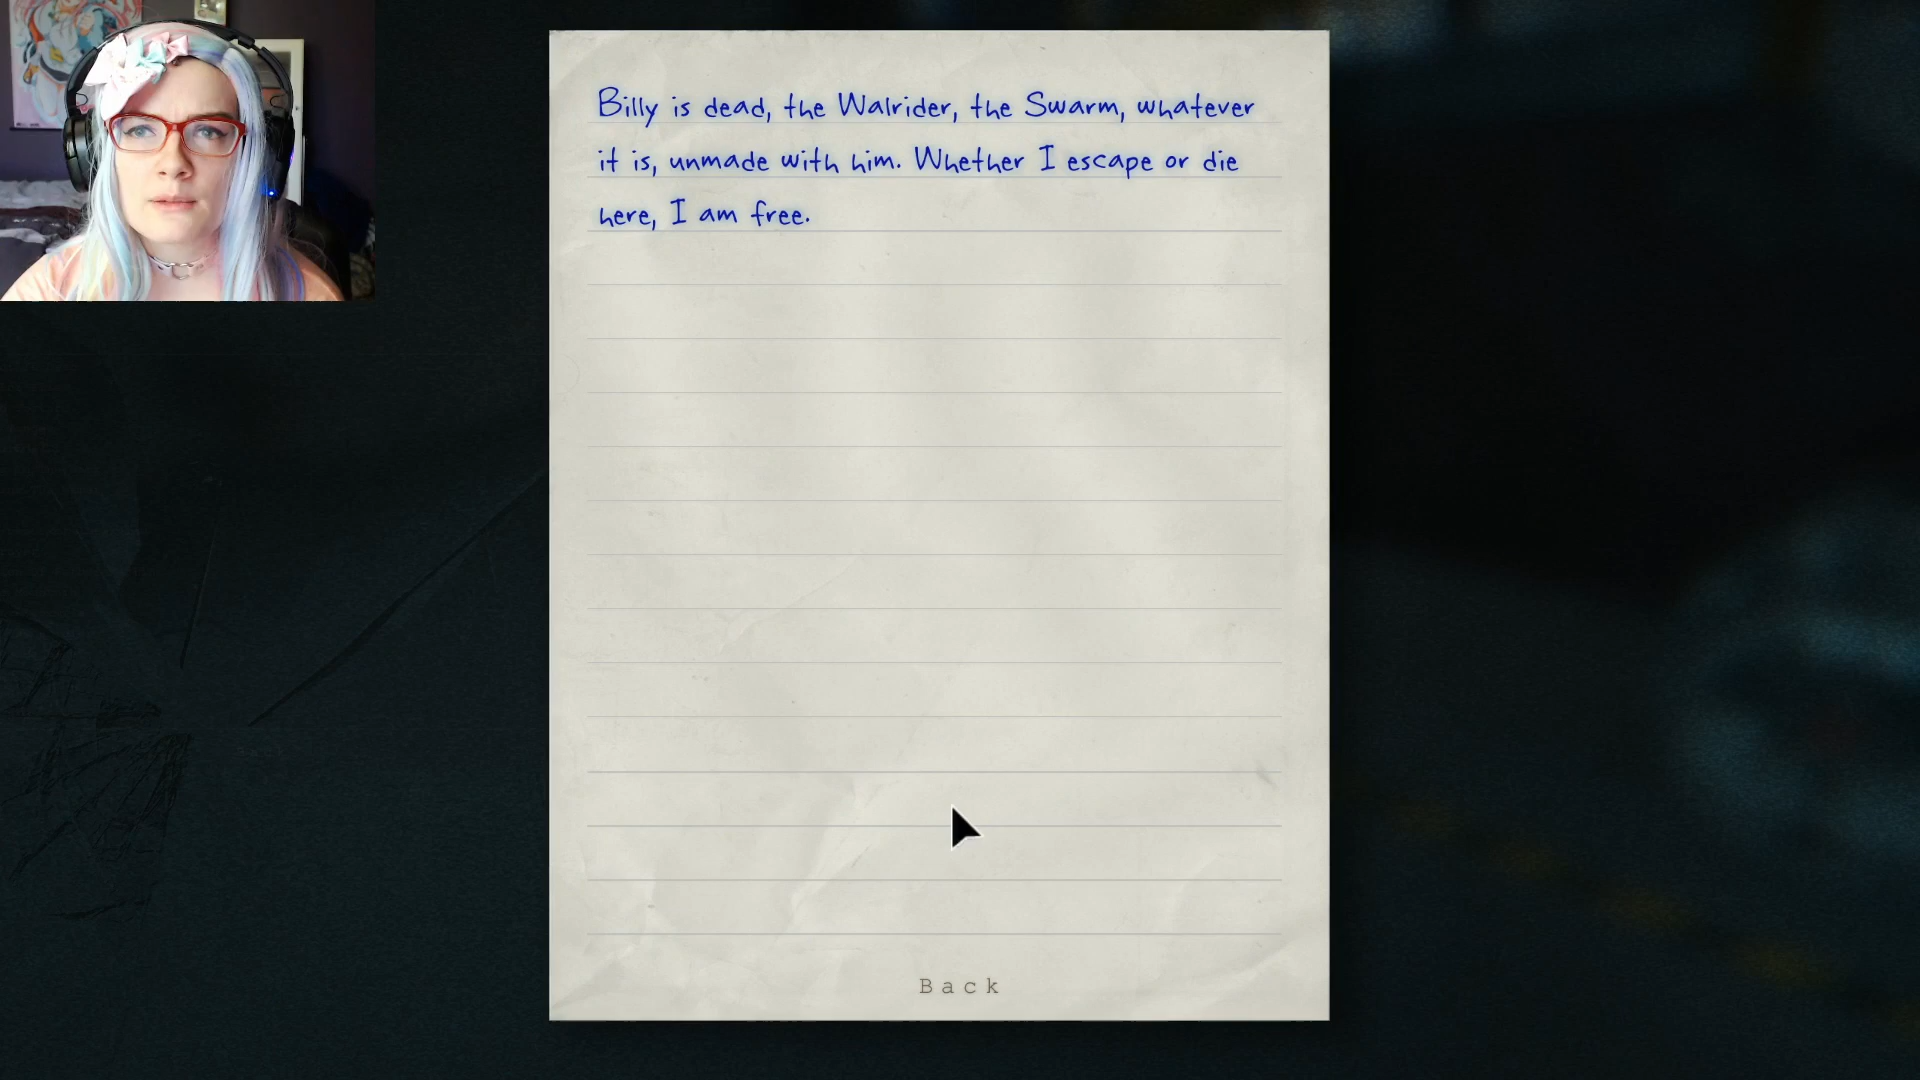 Billy is dead, the Walrider, the Swarm, whatever
it is, unmade with him. Whether I escape or die
here, I am free.
Back